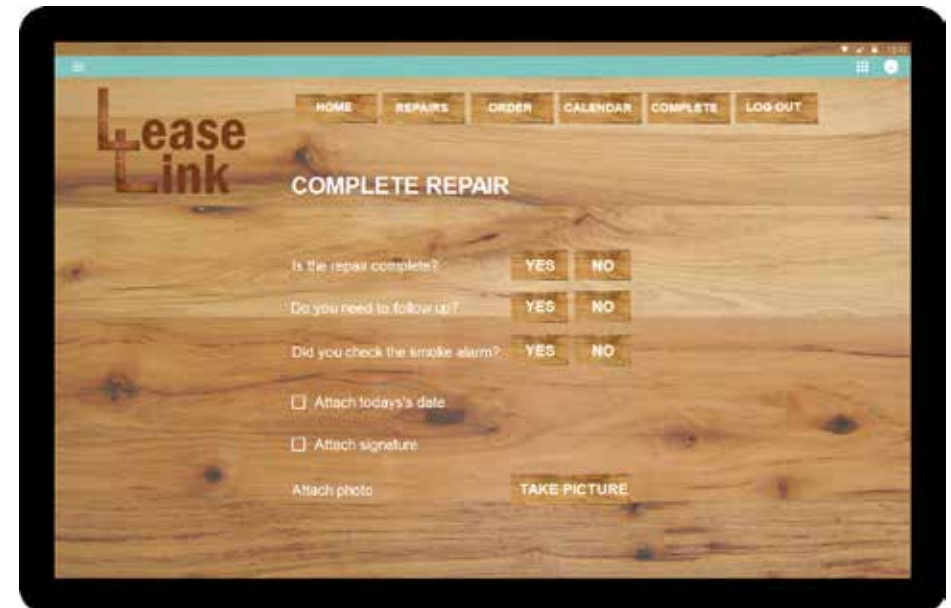 Lease
Link
HOME REPAIRS ORDER CALENDAR COMPLETE LOG OUT
COMPLETE REPAIR
Is the repair complete? YES NO
Do you need to follow up? YES NO
Did you check the smoke alarm? YES NO
Attach todays's date
Attach signature
Attach photo TAKE PICTURE